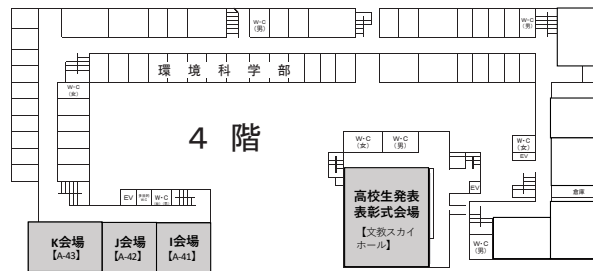 W·C
(男)
W·C
(男)
環境科学部
W·C
(女)
4 階
W·C
(女)
W·C
(男)
W·C
(女)
EV
EV
W·C
高校生発表
表彰式会場
【文教スカイ
ホール】
EV
倉庫
K会場
【A-43】
J会場
【A-42】
I会場
【A-41】
W·C
(男)